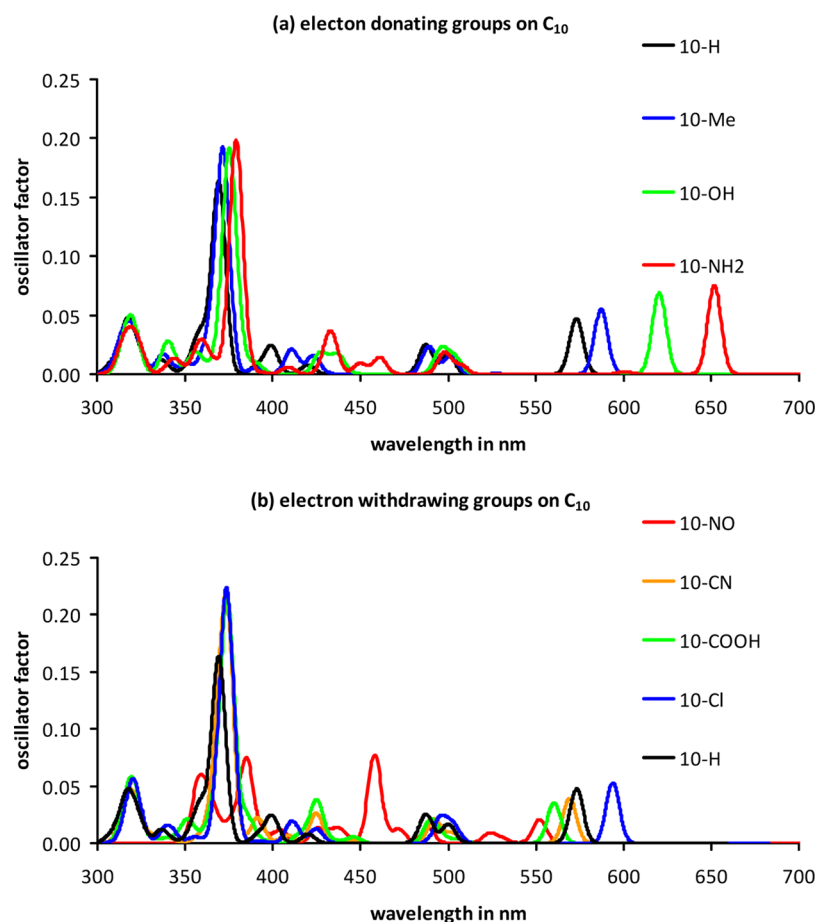 (a) electon donating groups on C₁₀
10-H
10-Me
10-OH
10-NH2
oscillator factor
0.25
0.20
0.15
0.10
0.05
0.00
300 350 400 450 500 550 600 650 700
wavelength in nm
(b) electron withdrawing groups on C₁₀
10-NO
10-CN
10-COOH
10-Cl
10-H
oscillator factor
0.25
0.20
0.15
0.10
0.05
0.00
300 350 400 450 500 550 600 650 700
wavelength in nm